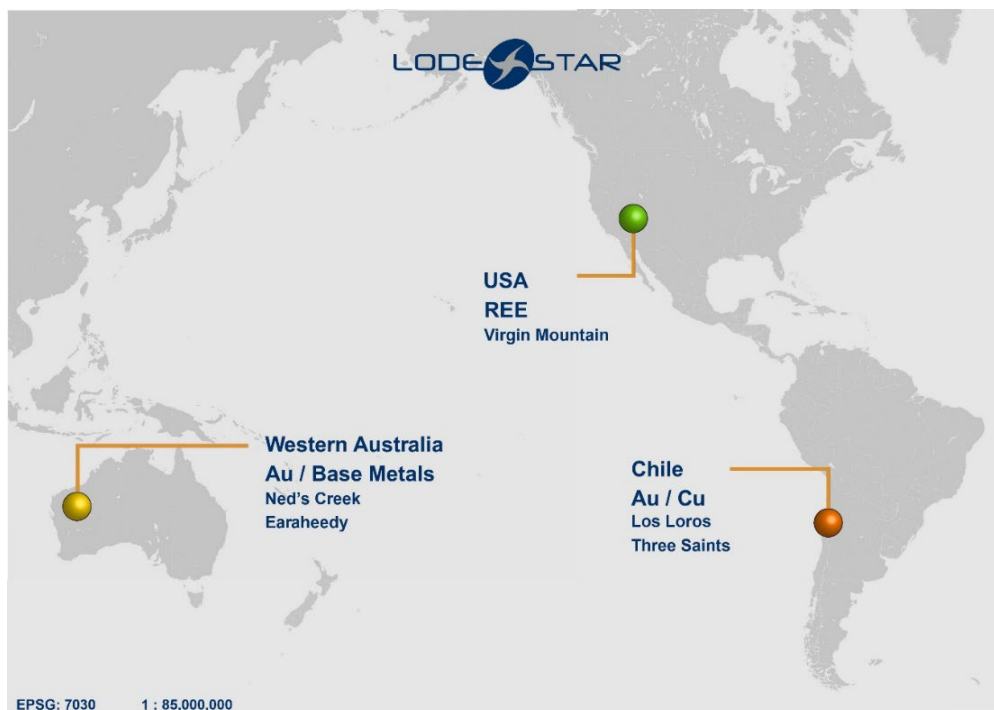 LODESTAR
USA
REE
Virgin Mountain
Western Australia
Au / Base Metals
Ned's Creek
Earaheedy
Chile
Au / Cu
Los Loros
Three Saints
EPSG: 7030 1 : 85,000,000